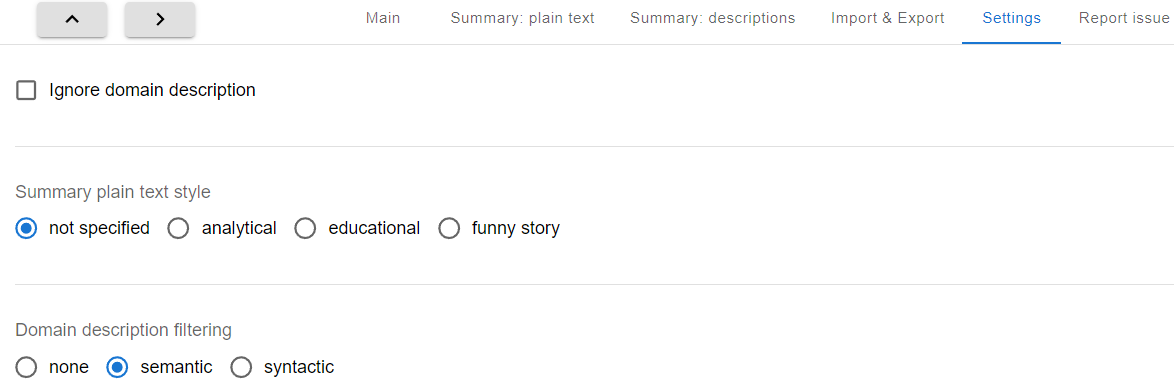 Main Summary: plain text Summary: descriptions Import & Export Settings Report issue
Ignore domain description
Summary plain text style
not specified analytical educational funny story
Domain description filtering
none semantic syntactic